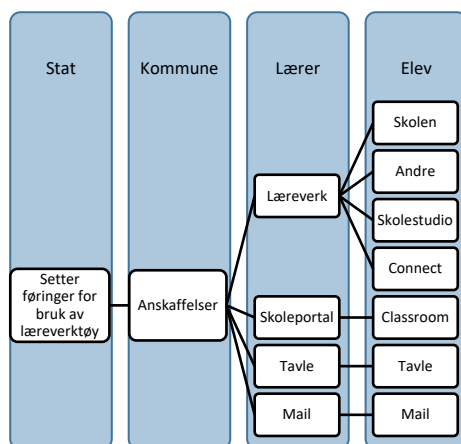 Stat
Kommune
Lærer
Elev
Setter
føringer for
bruk av
læreverktøy
Anskaffelser
Læreverk
Skoleportal
Tavle
Mail
Skolen
Andre
Skolestudio
Connect
Classroom
Tavle
Mail